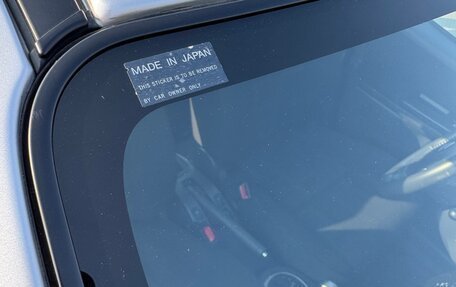 MADE IN JAPAN
THIS STICKER IS TO BE REMOVED
&
BY CAR OWNER ONLY